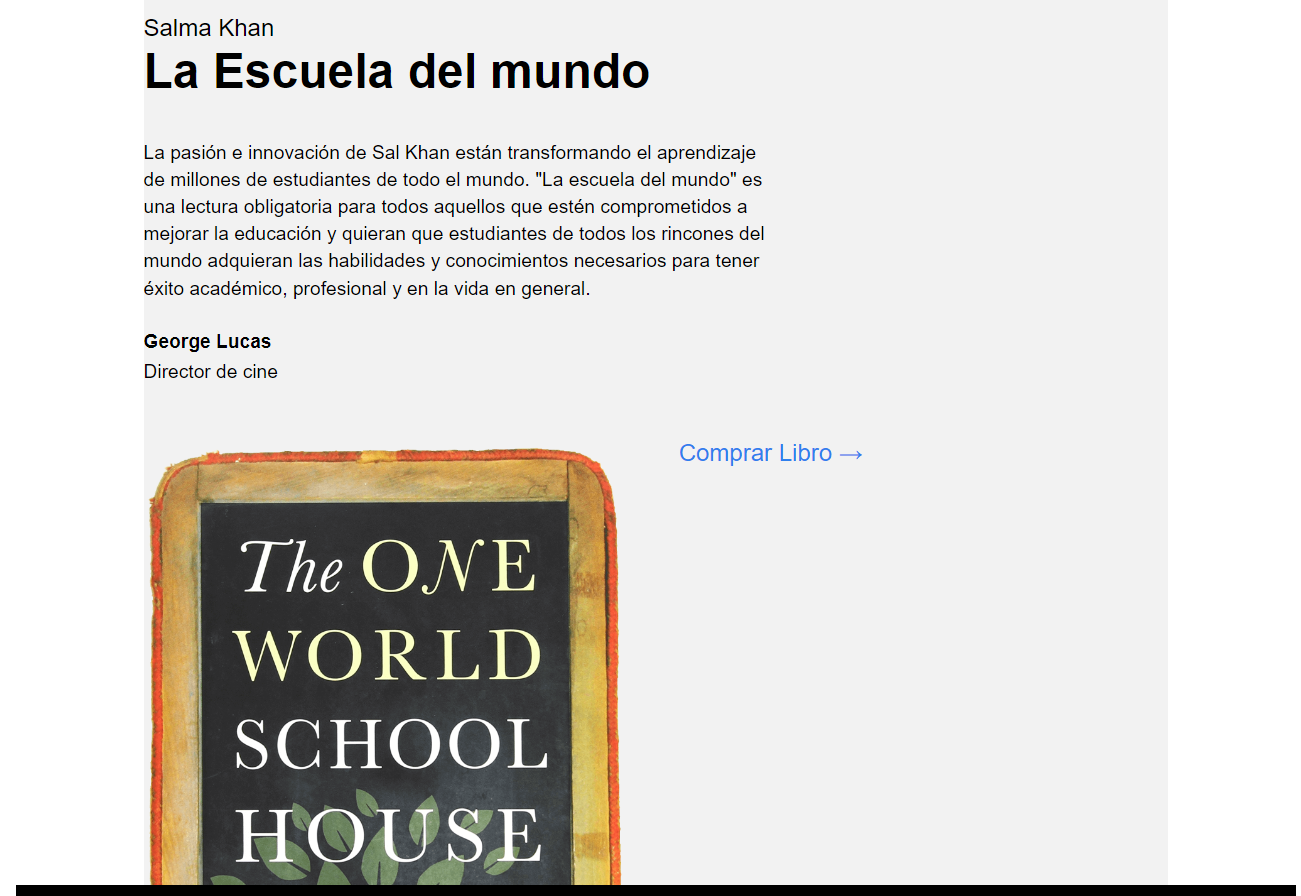 Salma Khan
La Escuela del mundo
La pasión e innovación de Sal Khan están transformando el aprendizaje
de millones de estudiantes de todo el mundo. "La escuela del mundo" es
una lectura obligatoria para todos aquellos que estén comprometidos a
mejorar la educación y quieran que estudiantes de todos los rincones del
mundo adquieran las habilidades y conocimientos necesarios para tener
éxito académico, profesional y en la vida en general.
George Lucas
Director de cine
Comprar Libro →
The ONE
WORLD
SCHOOL
HOUSE